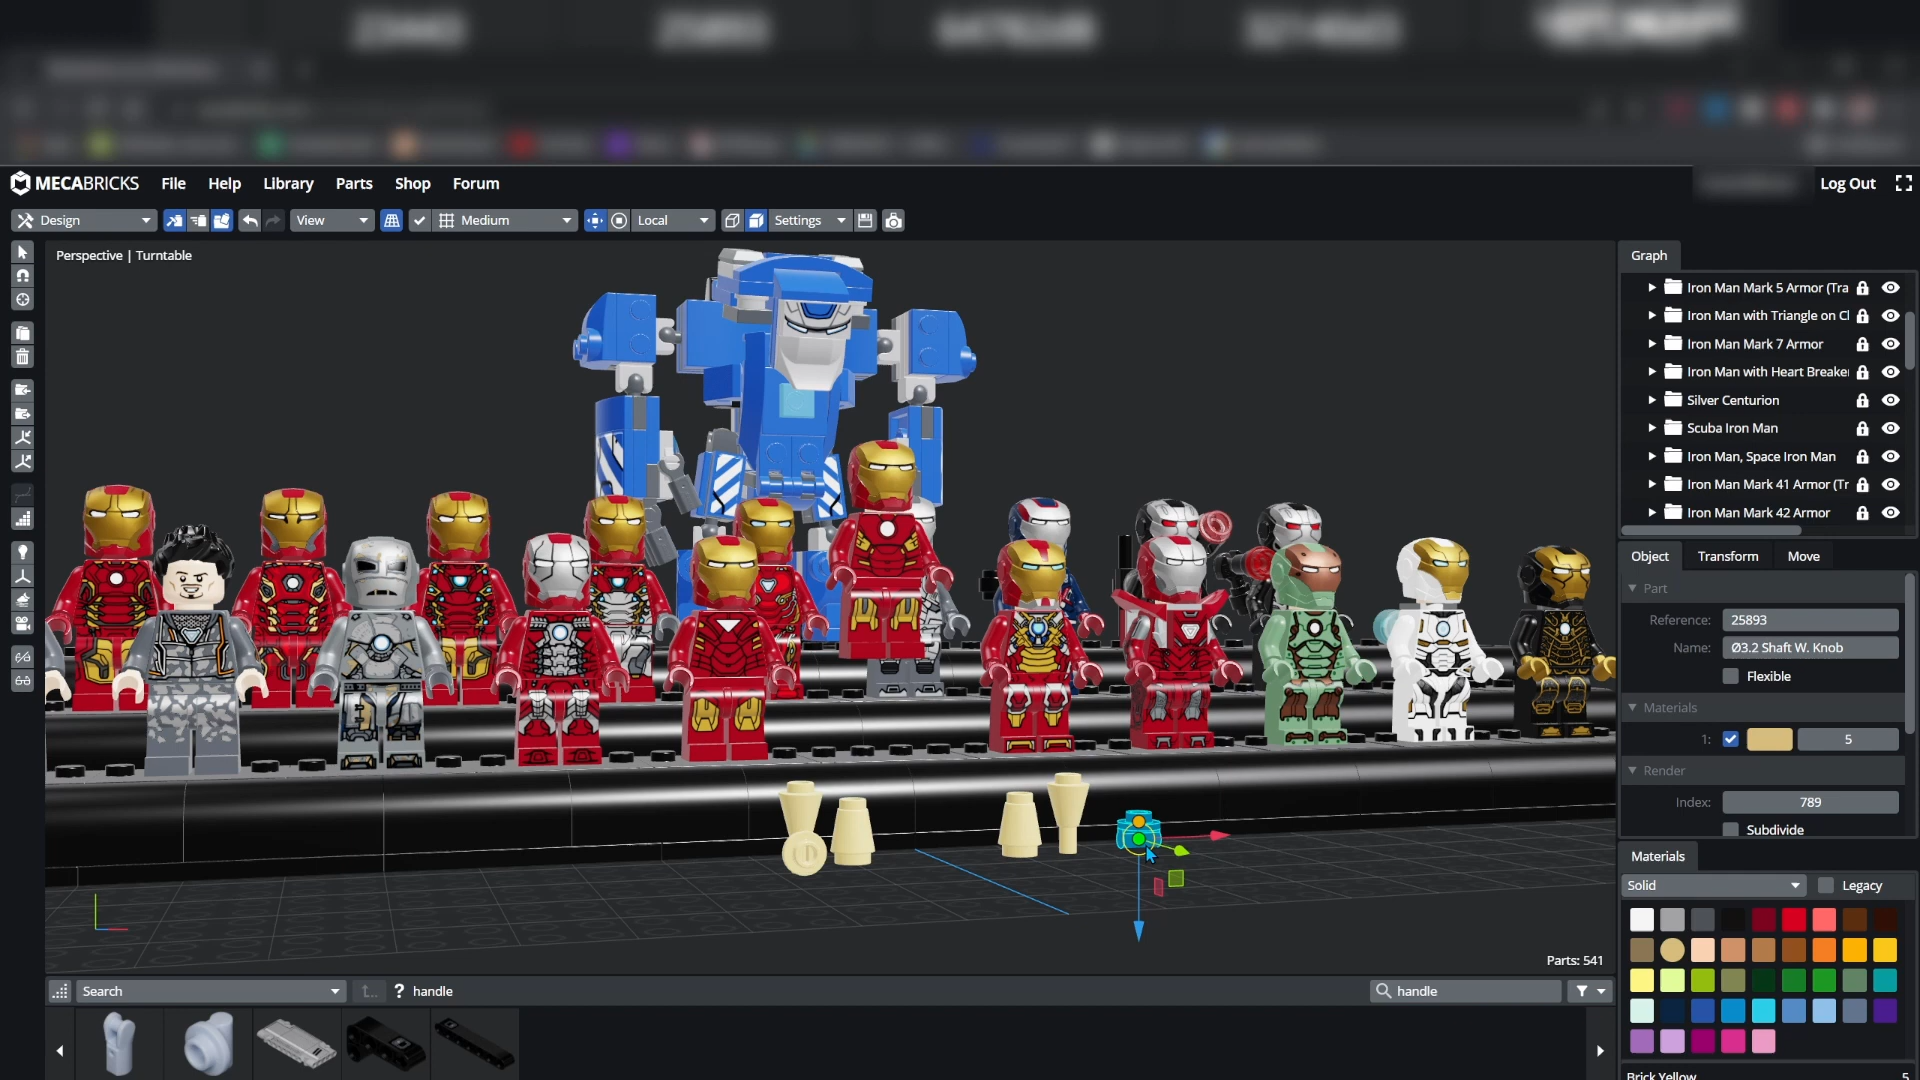 MECABRICKS File Help Library Parts Shop Forum Log Out
Design View Medium Local Settings
Perspective | Turntable
Graph
Iron Man Mark 5 Armor (Tra
Iron Man with Triangle on Cl
Iron Man Mark 7 Armor
Iron Man with Heart Breaker
Silver Centurion
Scuba Iron Man
Iron Man, Space Iron Man
Iron Man Mark 41 Armor (Tr
Iron Man Mark 42 Armor
Object Transform Move
Part
Reference: 25893
Name: Ø3.2 Shaft W. Knob
Flexible
Materials
1: 5
Render
Index: 789
Subdivide
Materials
Solid Legacy
Brick Yellow 5
Parts: 541
Search ? handle handle